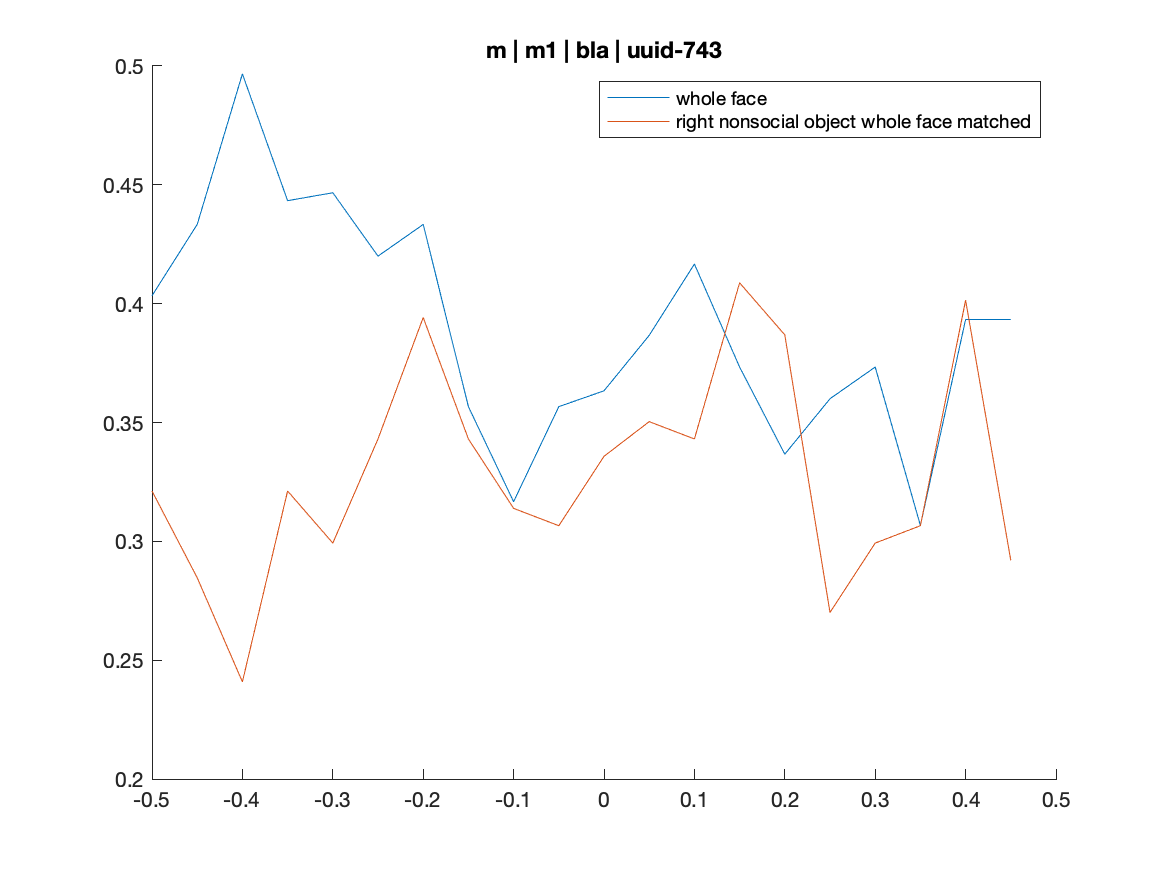 m | m1 | bla | uuid-743
whole face
right nonsocial object whole face matched
0.5
0.45
0.4
0.35
0.3
0.25
0.2
-0.5 -0.4 -0.3 -0.2 -0.1 0 0.1 0.2 0.3 0.4 0.5